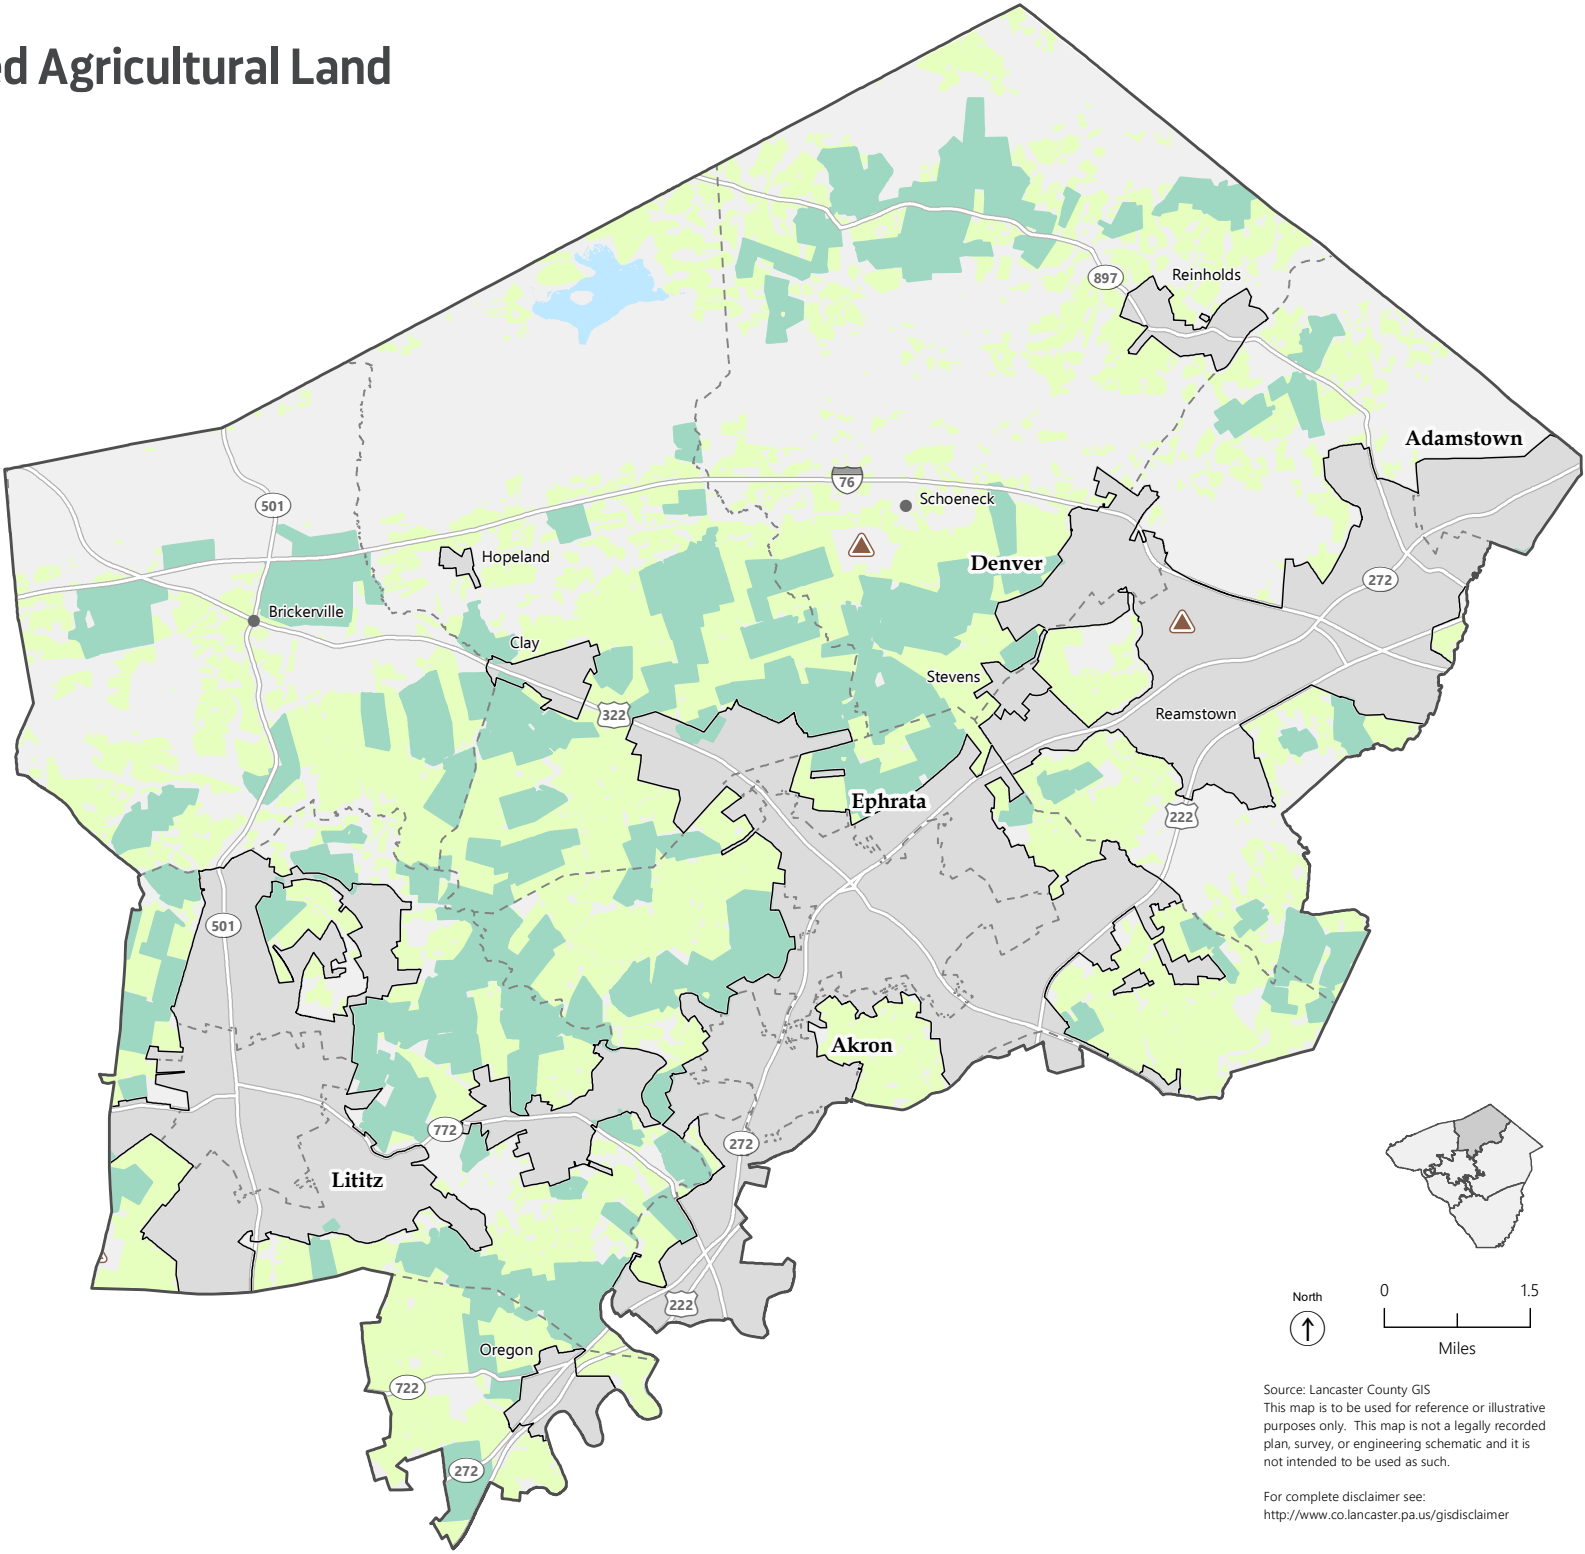 ed Agricultural Land
897
Reinholds
Adamstown
501
76
Schoeneck
Hopeland
Denver
272
Brickerville
Clay
Stevens
322
Reamstown
Ephrata
222
501
Akron
772
272
Lititz
222
Oregon
722
272
North
0 1.5
Miles
Source: Lancaster County GIS
This map is to be used for reference or illustrative
purposes only. This map is not a legally recorded
plan, survey, or engineering schematic and it is
not intended to be used as such.
For complete disclaimer see:
http://www.co.lancaster.pa.us/gisdisclaimer